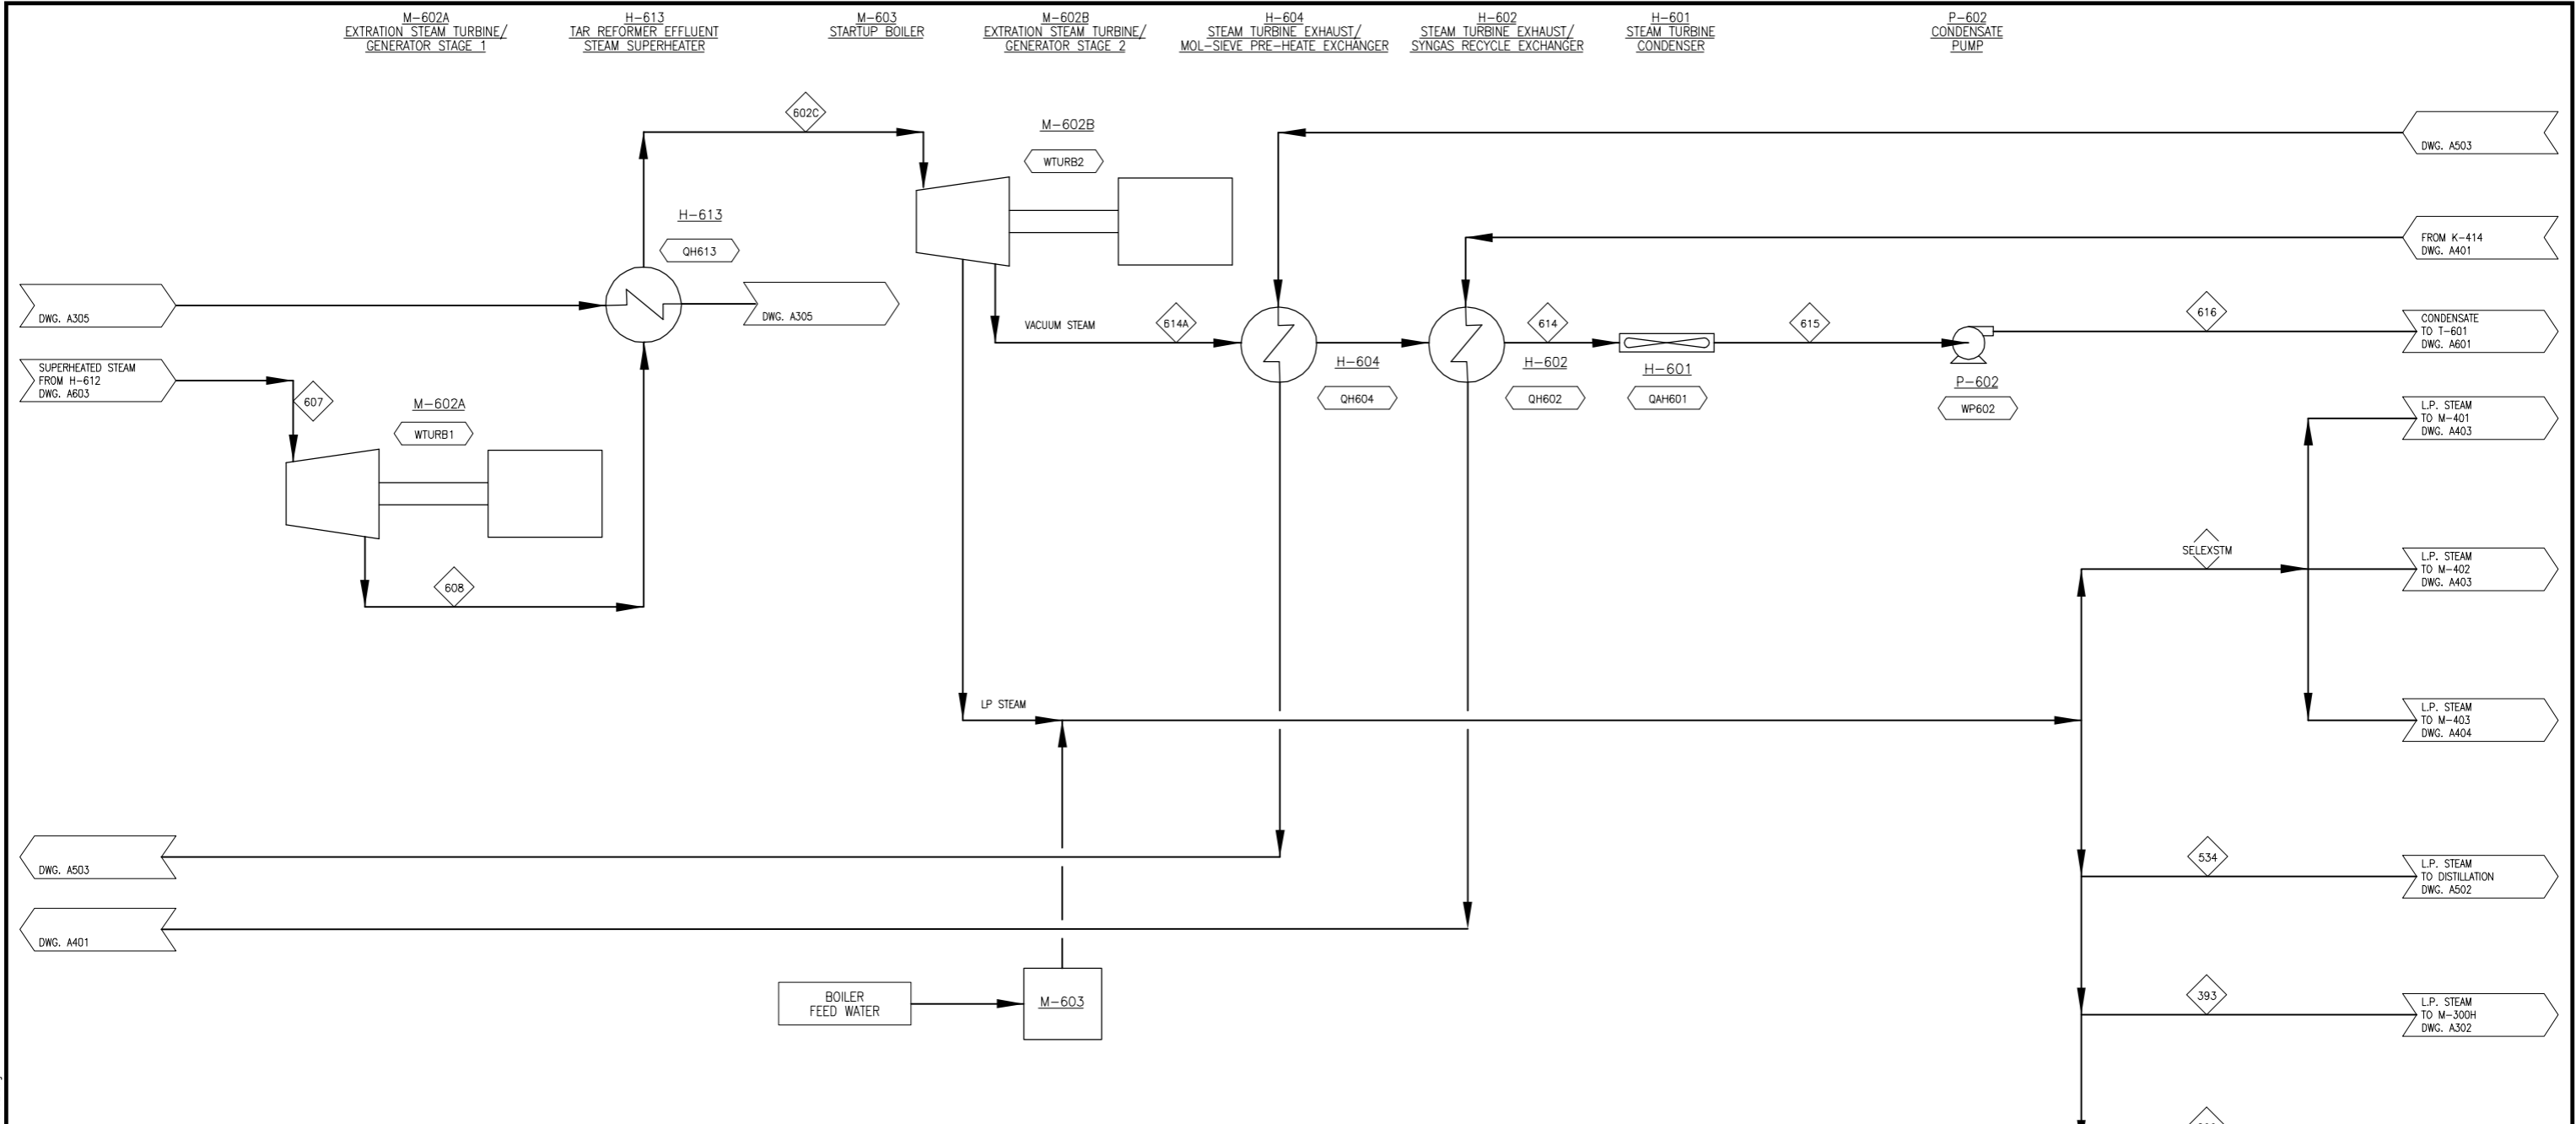 M-602A
EXTRATION STEAM TURBINE/
GENERATOR STAGE 1
H-613
TAR REFORMER EFFLUENT
STEAM SUPERHEATER
M-603
STARTUP BOILER
M-602B
EXTRATION STEAM TURBINE/
GENERATOR STAGE 2
H-604
STEAM TURBINE EXHAUST/
MOL-SIEVE PRE-HEATE EXCHANGER
H-602
STEAM TURBINE EXHAUST/
SYNGAS RECYCLE EXCHANGER
H-601
STEAM TURBINE
CONDENSER
P-602
CONDENSATE
PUMP
602C
M-602B
WTURB2
DWG. A503
H-613
QH613
FROM K-414
DWG. A401
DWG. A305
DWG. A305
VACUUM STEAM
614A
614
615
616
CONDENSATE
TO T-601
DWG. A601
SUPERHEATED STEAM
FROM H-612
DWG. A603
607
M-602A
WTURB1
H-604
QH604
H-602
QH602
H-601
QAH601
P-602
WP602
L.P. STEAM
TO M-401
DWG. A403
608
SELEXSTM
L.P. STEAM
TO M-402
DWG. A403
LP STEAM
L.P. STEAM
TO M-403
DWG. A404
DWG. A503
534
L.P. STEAM
TO DISTILLATION
DWG. A502
DWG. A401
BOILER
FEED WATER
M-603
393
L.P. STEAM
TO M-300H
DWG. A302